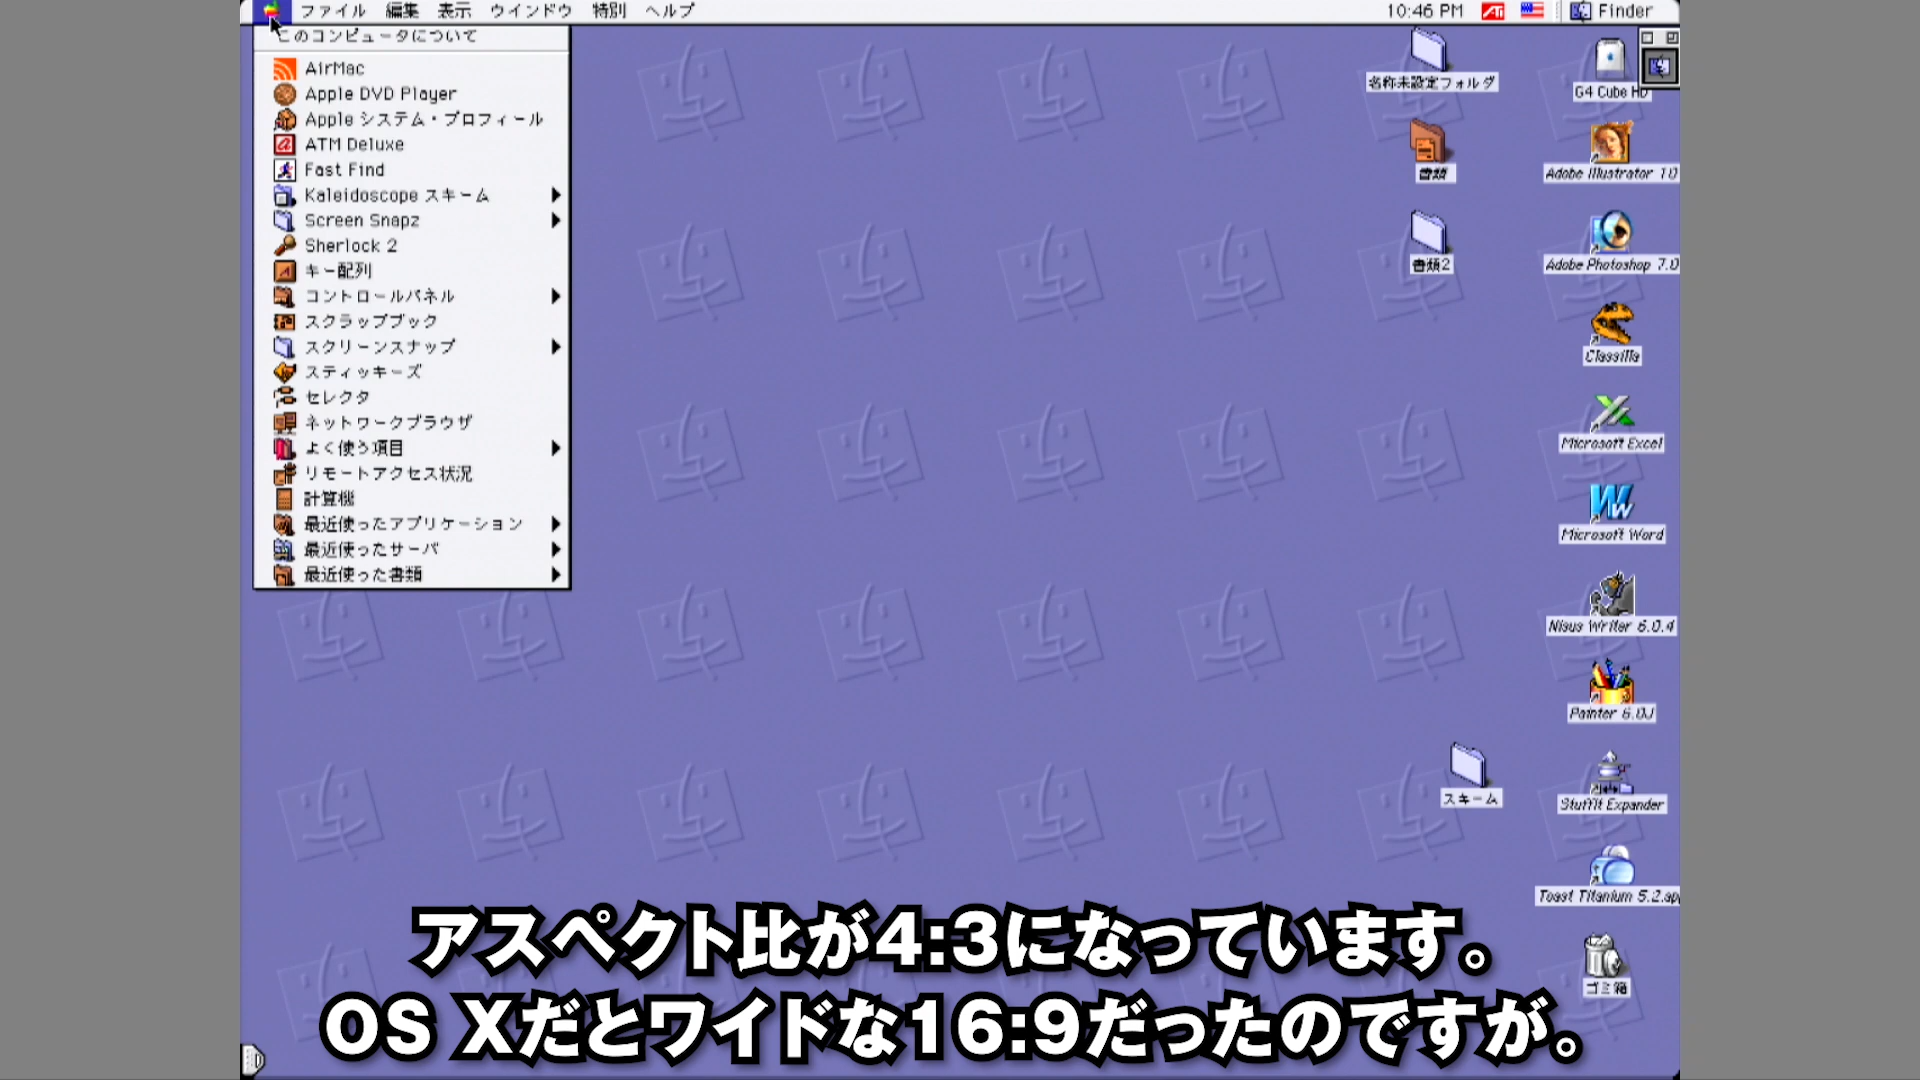 ファイル 編集 表示 ウインドウ 特別 ヘルプ 10:46 PM ATI Finder
このコンピュータについて
AirMac
Apple DVD Player
Apple システム・プロフィール
ATM Deluxe
Fast Find
Kaleidoscope スキーム
Screen Snapz
Sherlock 2
キー配列
コントロールパネル
スクラップブック
スクリーンスナップ
スティッキーズ
セレクタ
ネットワークブラウザ
よく使う項目
リモートアクセス状況
計算機
最近使ったアプリケーション
最近使ったサーバ
最近使った書類
名称未設定フォルダ
書類
書類2
スキーム
G4 Cube HD
Adobe Illustrator 10
Adobe Photoshop 7.0
Classilla
Microsoft Excel
Microsoft Word
Nisus Writer 6.0.4
Painter 6.0J
StuffIt Expander
Toast Titanium 5.2.ap
ゴミ箱
アスペクト比が4:3になっています。
OS Xだとワイドな16:9だったのですが。